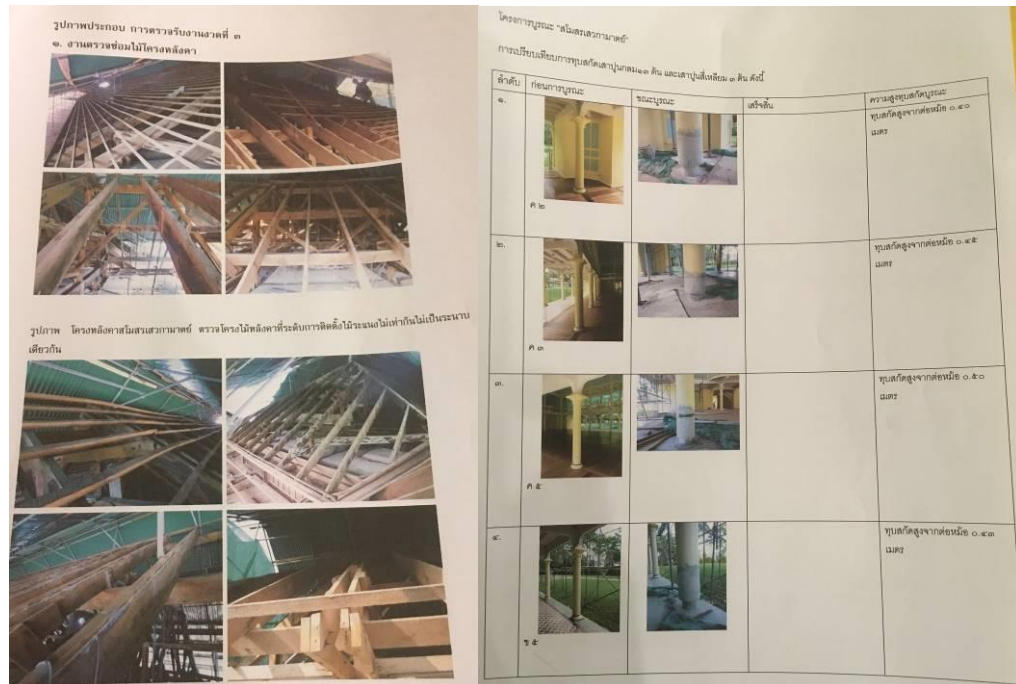 รูปภาพประกอบ การตรวจรับงานงวดที่ ๓
๑. งานตรวจซ่อมไม้โครงหลังคา
รูปภาพ โครงหลังคาสโมสรเสวกามาตย์ ตรวจโครงไม้หลังคาที่ระดับการติดตั้งไม้ระแนงไม่เท่ากันไม่เป็นระนาบ
เดียวกัน
โครงการบูรณะ "สโมสรเสวกามาตย์"
การเปรียบเทียบการทุบสกัดเสาปูนกลม๑๓ ต้น และเสาปูนสี่เหลี่ยม ๓ ต้น ดังนี้
ลำดับ ก่อนการบูรณะ ขณะบูรณะ เสร็จสิ้น ความสูงทุบสกัดบูรณะ
๑. ทุบสกัดสูงจากต่อหม้อ ๐.๔๐
เมตร
ค ๒
๒. ทุบสกัดสูงจากต่อหม้อ ๐.๔๕
เมตร
ค ๓
๓. ทุบสกัดสูงจากต่อหม้อ ๐.๕๐
เมตร
ค ๕
๔. ทุบสกัดสูงจากต่อหม้อ ๐.๔๓
เมตร
ข ๕